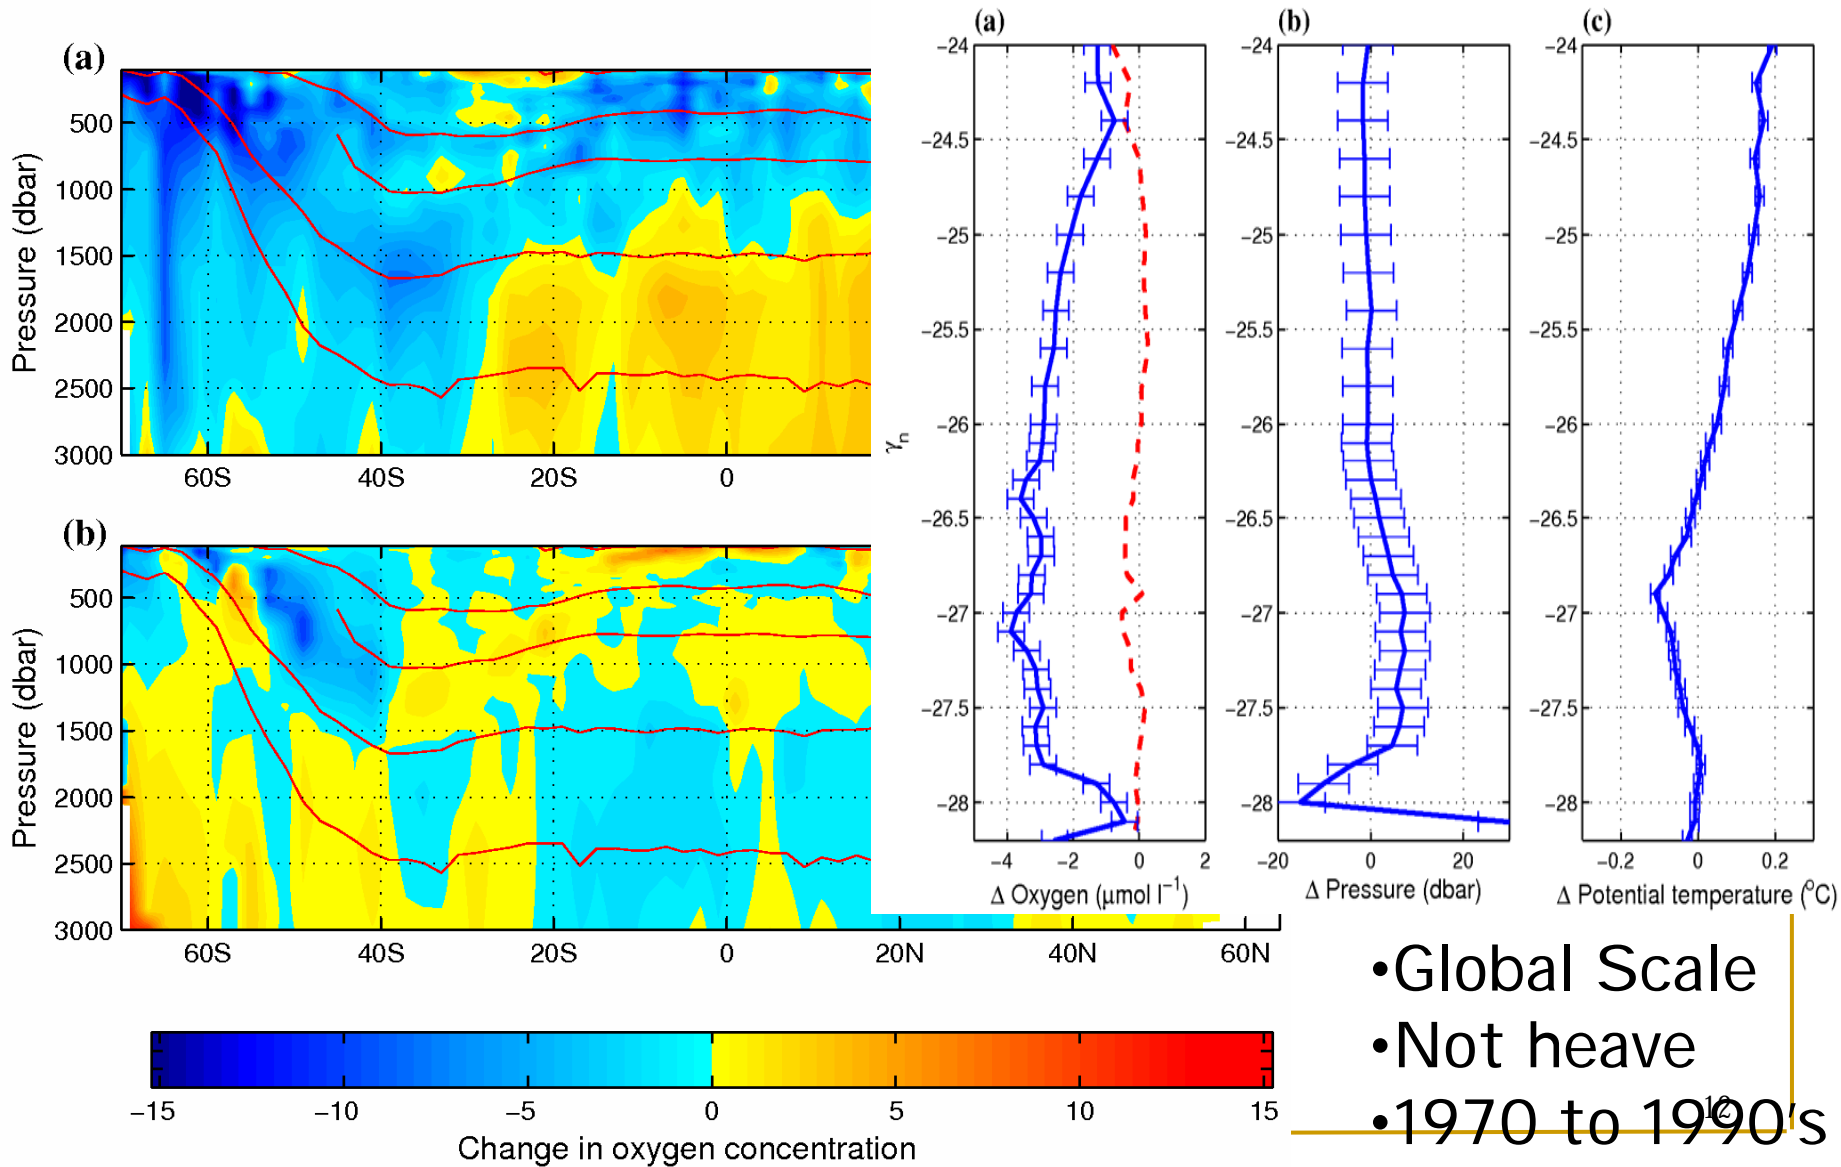 (a)
Pressure (dbar)
500
1000
1500
2000
2500
3000
60S 40S 20S 0
(b)
Pressure (dbar)
500
1000
1500
2000
2500
3000
60S 40S 20S 0 20N 40N 60N
−15 −10 −5 0 5 10 15
Change in oxygen concentration
(a)
γn
−24
−24.5
−25
−25.5
−26
−26.5
−27
−27.5
−28
−4 −2 0 2
Δ Oxygen (μmol l⁻¹)
(b)
−24
−24.5
−25
−25.5
−26
−26.5
−27
−27.5
−28
−20 0 20
Δ Pressure (dbar)
(c)
−24
−24.5
−25
−25.5
−26
−26.5
−27
−27.5
−28
−0.2 0 0.2
Δ Potential temperature (°C)
•Global Scale
•Not heave
•1970 to 1990's
12